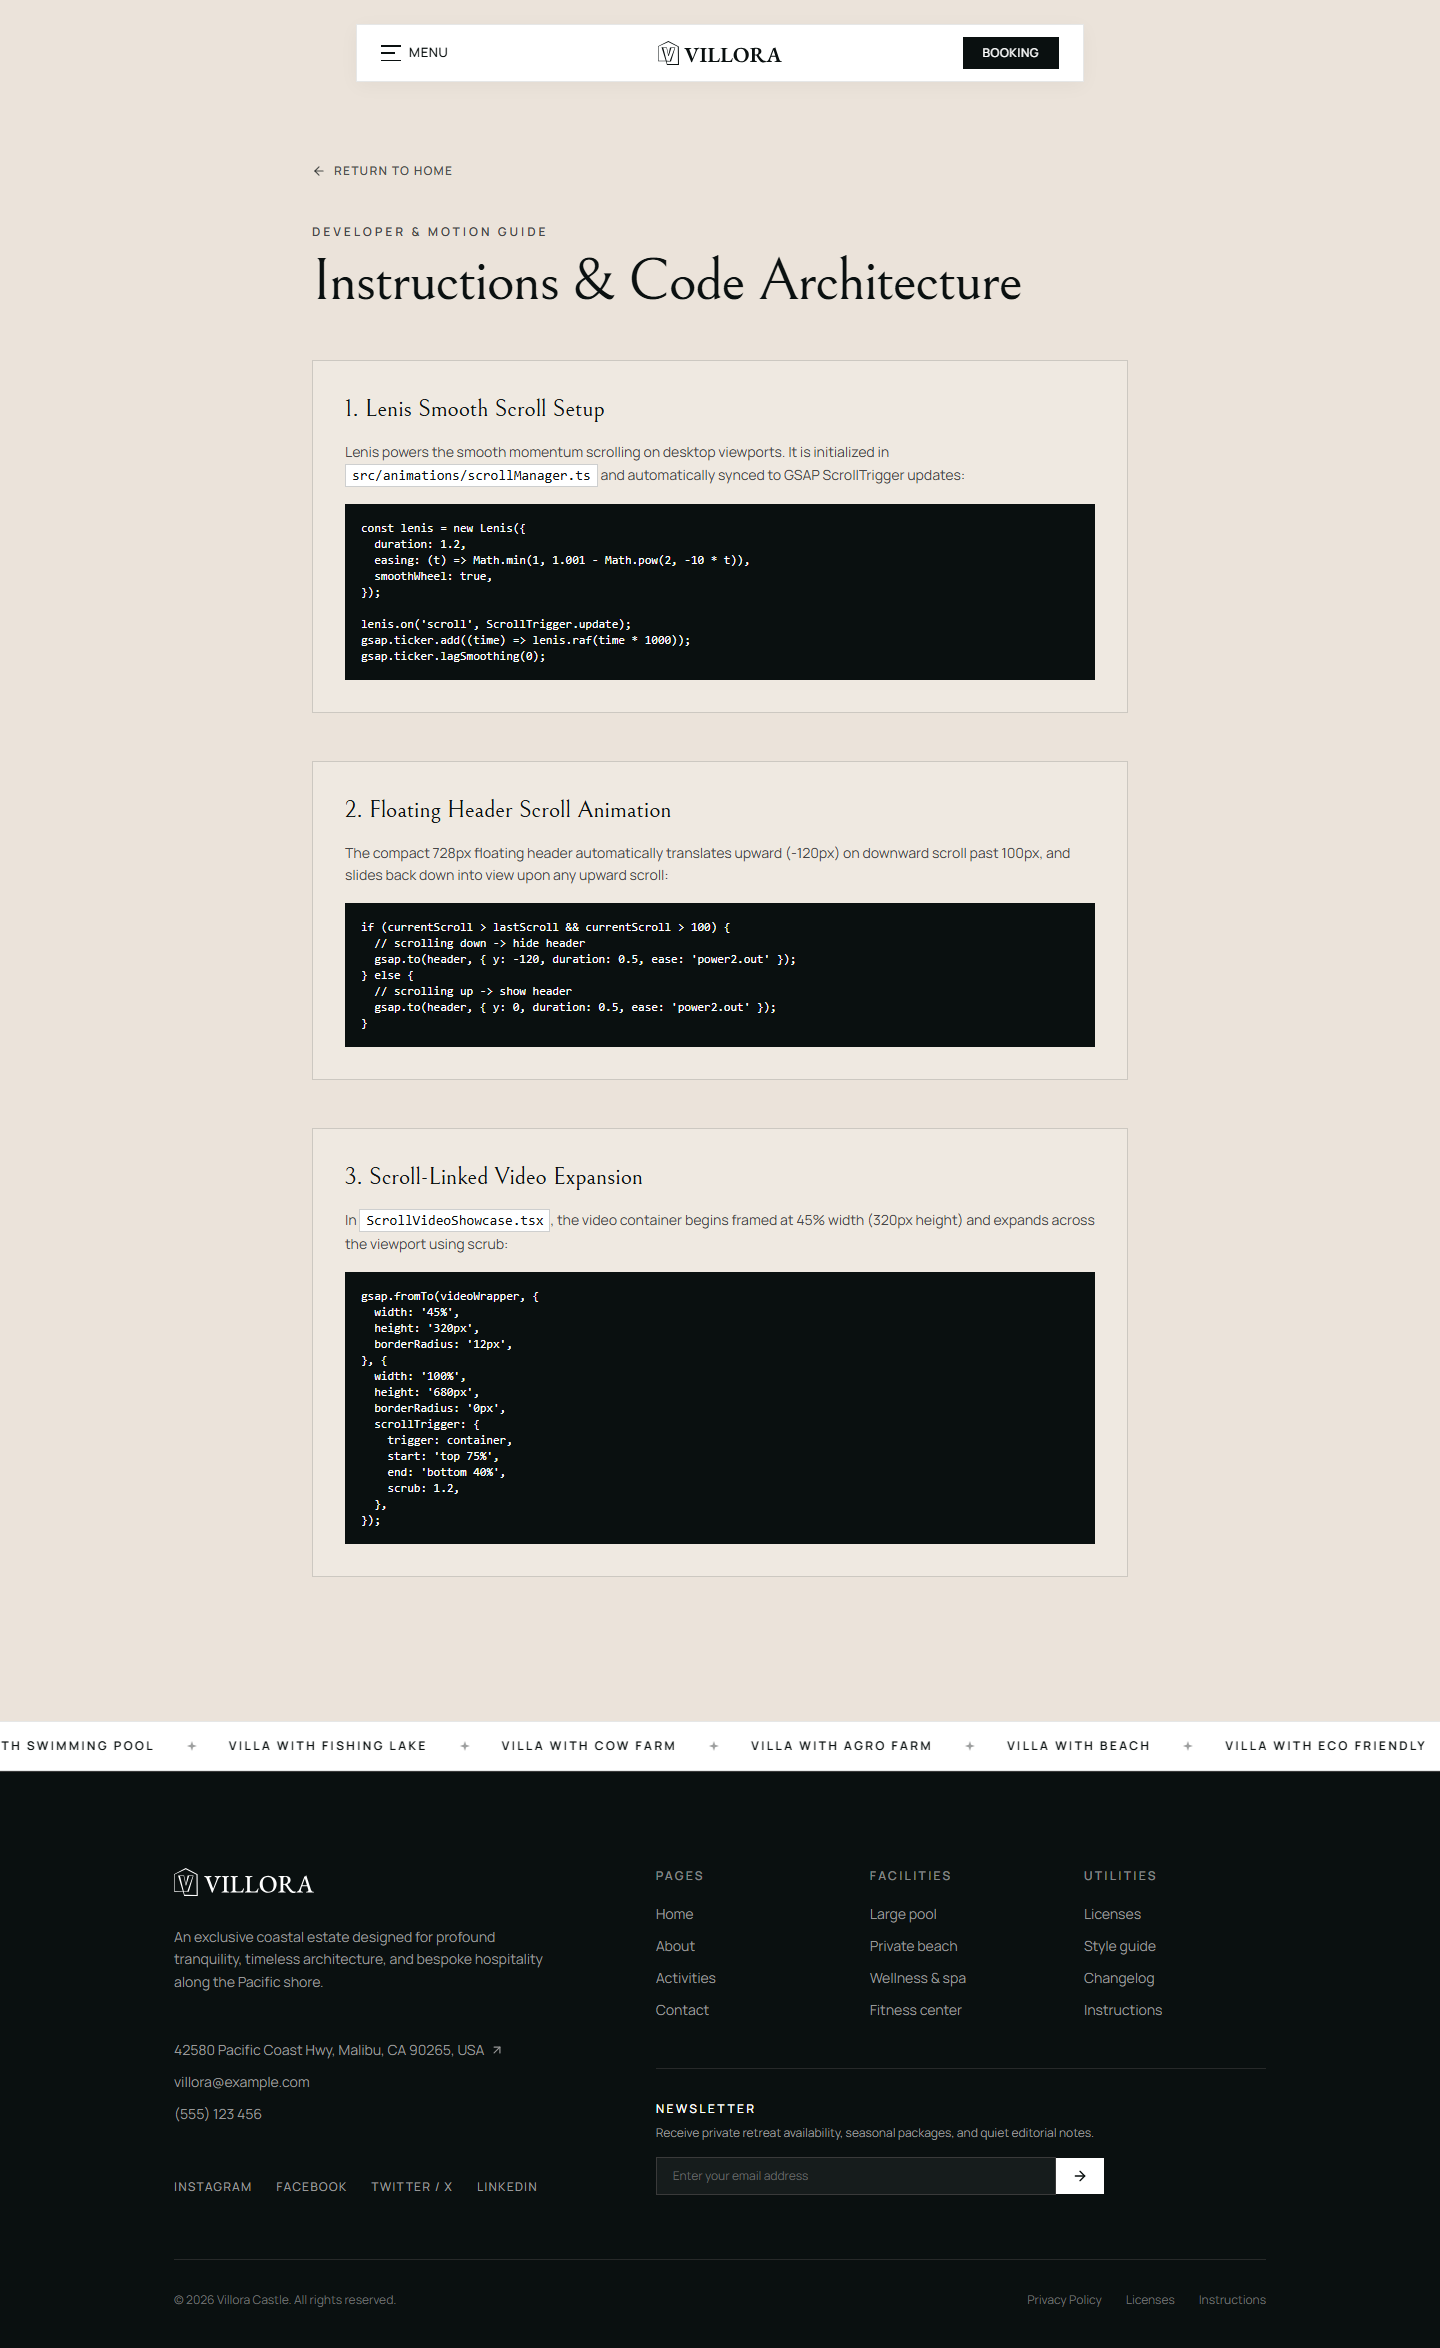 MENU
VILLORA
BOOKING
← RETURN TO HOME
DEVELOPER & MOTION GUIDE
Instructions & Code Architecture
1. Lenis Smooth Scroll Setup
Lenis powers the smooth momentum scrolling on desktop viewports. It is initialized in
src/animations/scrollManager.ts and automatically synced to GSAP ScrollTrigger updates:
const lenis = new Lenis({
  duration: 1.2,
  easing: (t) => Math.min(1, 1.001 - Math.pow(2, -10 * t)),
  smoothWheel: true,
});
lenis.on('scroll', ScrollTrigger.update);
gsap.ticker.add((time) => lenis.raf(time * 1000));
gsap.ticker.lagSmoothing(0);
2. Floating Header Scroll Animation
The compact 728px floating header automatically translates upward (-120px) on downward scroll past 100px, and
slides back down into view upon any upward scroll:
if (currentScroll > lastScroll && currentScroll > 100) {
  // scrolling down -> hide header
  gsap.to(header, { y: -120, duration: 0.5, ease: 'power2.out' });
} else {
  // scrolling up -> show header
  gsap.to(header, { y: 0, duration: 0.5, ease: 'power2.out' });
}
3. Scroll-Linked Video Expansion
In ScrollVideoShowcase.tsx, the video container begins framed at 45% width (320px height) and expands across
the viewport using scrub:
gsap.fromTo(videoWrapper, {
  width: '45%',
  height: '320px',
  borderRadius: '12px',
}, {
  width: '100%',
  height: '680px',
  borderRadius: '0px',
  scrollTrigger: {
    trigger: container,
    start: 'top 75%',
    end: 'bottom 40%',
    scrub: 1.2,
  },
});
TH SWIMMING POOL + VILLA WITH FISHING LAKE + VILLA WITH COW FARM + VILLA WITH AGRO FARM + VILLA WITH BEACH + VILLA WITH ECO FRIENDLY
VILLORA
An exclusive coastal estate designed for profound
tranquility, timeless architecture, and bespoke hospitality
along the Pacific shore.
42580 Pacific Coast Hwy, Malibu, CA 90265, USA ↗
villora@example.com
(555) 123 456
INSTAGRAM FACEBOOK TWITTER / X LINKEDIN
PAGES
Home
About
Activities
Contact
FACILITIES
Large pool
Private beach
Wellness & spa
Fitness center
UTILITIES
Licenses
Style guide
Changelog
Instructions
NEWSLETTER
Receive private retreat availability, seasonal packages, and quiet editorial notes.
Enter your email address →
© 2026 Villora Castle. All rights reserved.
Privacy Policy Licenses Instructions